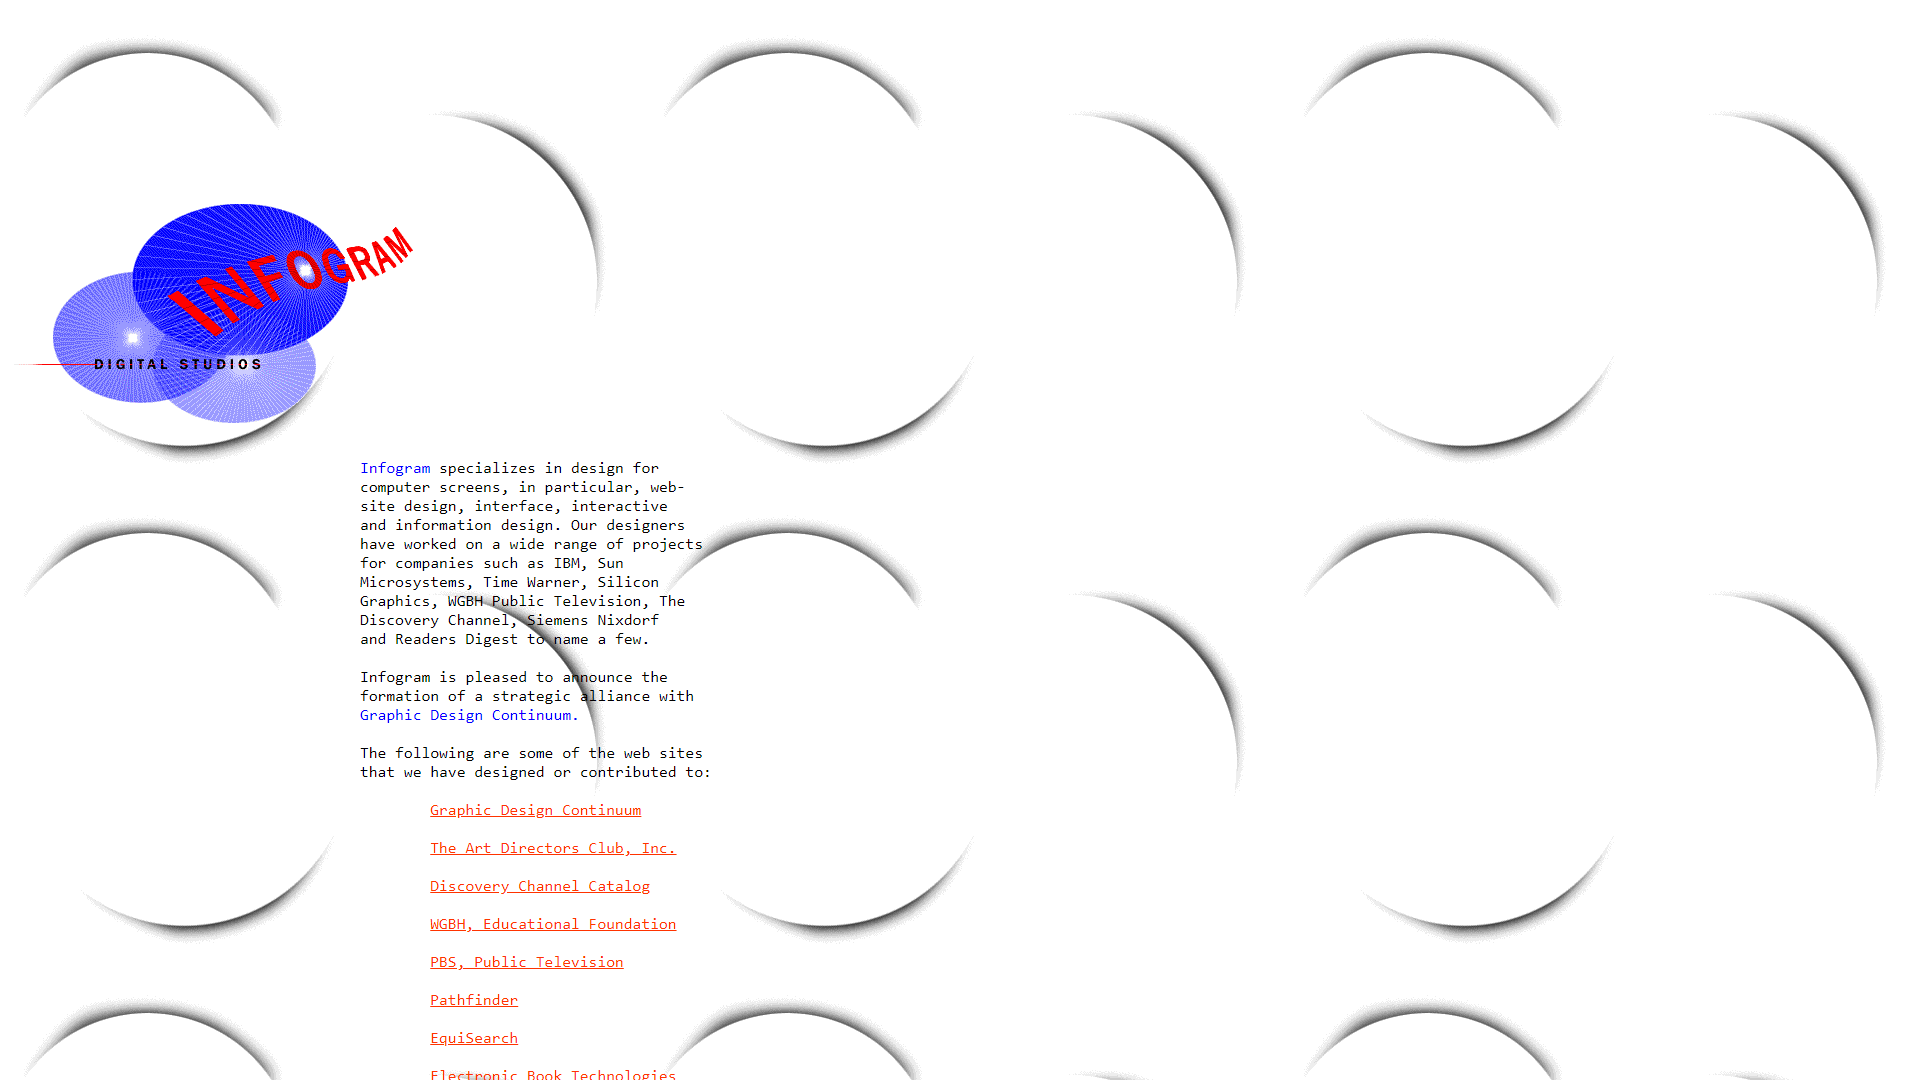 INFOGRAM
DIGITAL STUDIOS
Infogram specializes in design for
computer screens, in particular, web-
site design, interface, interactive
and information design. Our designers
have worked on a wide range of projects
for companies such as IBM, Sun
Microsystems, Time Warner, Silicon
Graphics, WGBH Public Television, The
Discovery Channel, Siemens Nixdorf
and Readers Digest to name a few.
Infogram is pleased to announce the
formation of a strategic alliance with
Graphic Design Continuum.
The following are some of the web sites
that we have designed or contributed to:
Graphic Design Continuum
The Art Directors Club, Inc.
Discovery Channel Catalog
WGBH, Educational Foundation
PBS, Public Television
Pathfinder
EquiSearch
Electronic Book Technologies